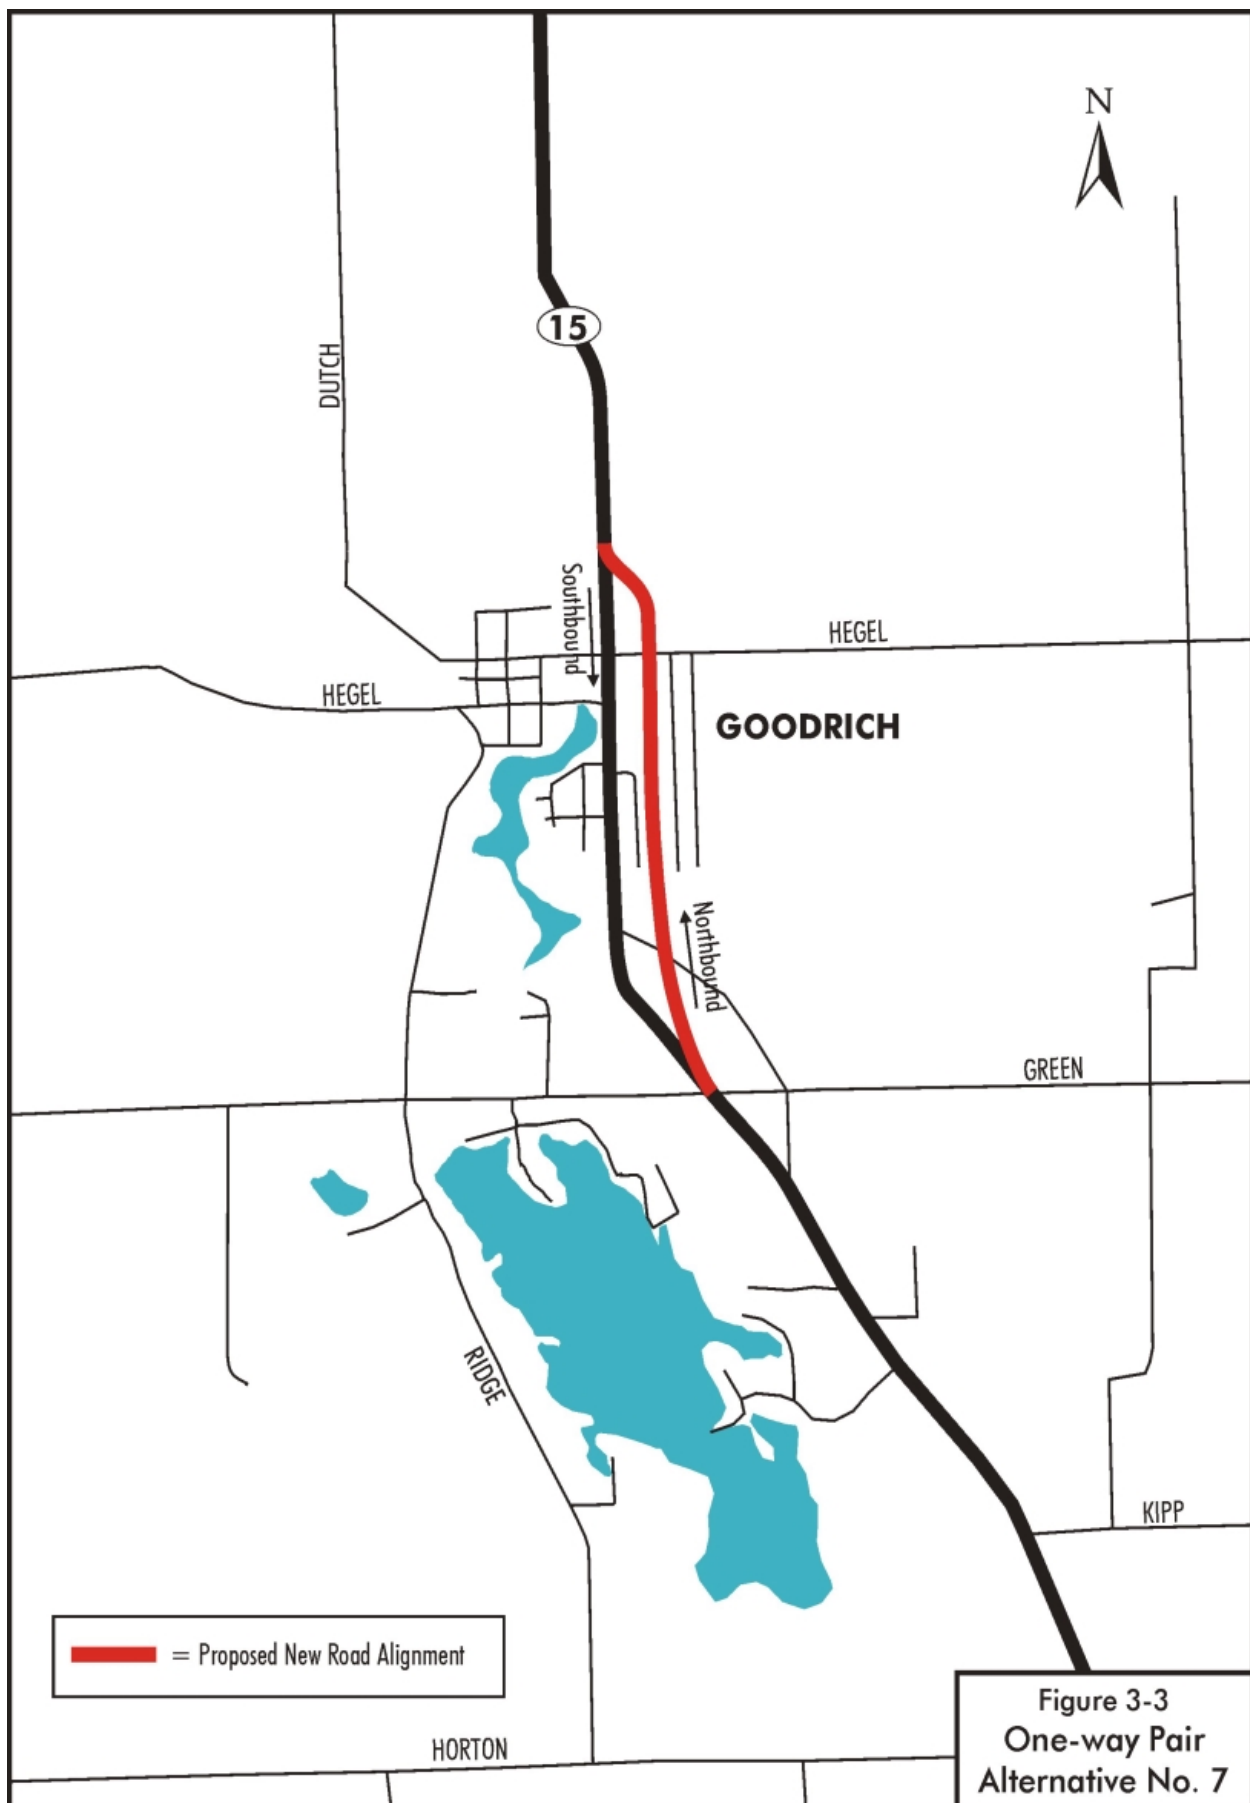 N
15
DUTCH
Southbound
HEGEL
HEGEL
GOODRICH
Northbound
GREEN
RIDGE
KIPP
= Proposed New Road Alignment
HORTON
Figure 3-3
One-way Pair
Alternative No. 7